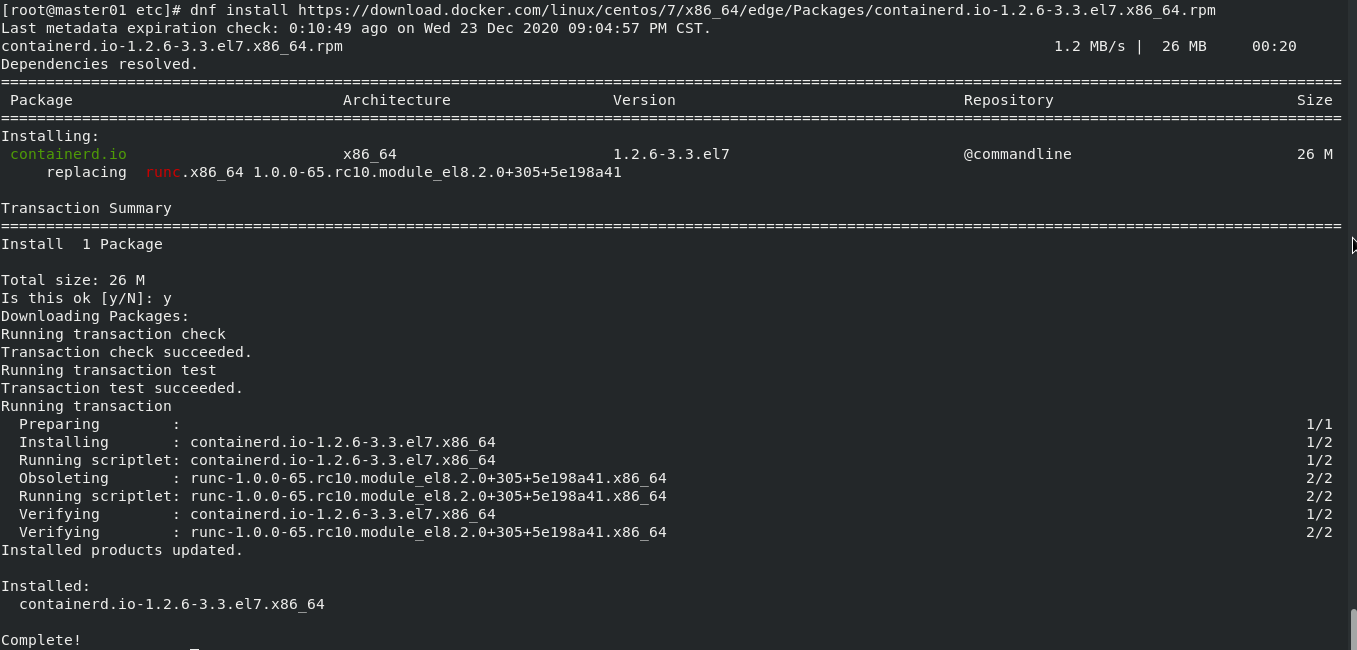 [root@master01 etc]# dnf install https://download.docker.com/linux/centos/7/x86_64/edge/Packages/containerd.io-1.2.6-3.3.el7.x86_64.rpm
Last metadata expiration check: 0:10:49 ago on Wed 23 Dec 2020 09:04:57 PM CST.
containerd.io-1.2.6-3.3.el7.x86_64.rpm                                                                               1.2 MB/s |  26 MB     00:20
Dependencies resolved.
=====================================================================================================================================================
 Package                              Architecture                  Version                                Repository                           Size
=====================================================================================================================================================
Installing:
 containerd.io                        x86_64                        1.2.6-3.3.el7                          @commandline                         26 M
     replacing  runc.x86_64 1.0.0-65.rc10.module_el8.2.0+305+5e198a41

Transaction Summary
=====================================================================================================================================================
Install  1 Package

Total size: 26 M
Is this ok [y/N]: y
Downloading Packages:
Running transaction check
Transaction check succeeded.
Running transaction test
Transaction test succeeded.
Running transaction
  Preparing        :                                                                                                                             1/1
  Installing       : containerd.io-1.2.6-3.3.el7.x86_64                                                                                          1/2
  Running scriptlet: containerd.io-1.2.6-3.3.el7.x86_64                                                                                          1/2
  Obsoleting       : runc-1.0.0-65.rc10.module_el8.2.0+305+5e198a41.x86_64                                                                       2/2
  Running scriptlet: runc-1.0.0-65.rc10.module_el8.2.0+305+5e198a41.x86_64                                                                       2/2
  Verifying        : containerd.io-1.2.6-3.3.el7.x86_64                                                                                          1/2
  Verifying        : runc-1.0.0-65.rc10.module_el8.2.0+305+5e198a41.x86_64                                                                       2/2
Installed products updated.

Installed:
  containerd.io-1.2.6-3.3.el7.x86_64

Complete!